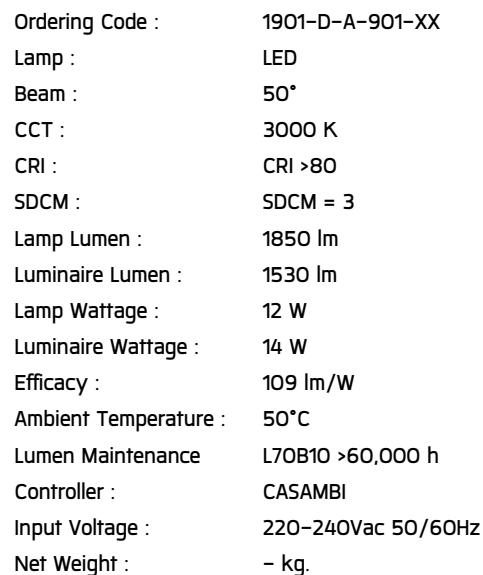 Ordering Code : 1901-D-A-901-XX
Lamp : LED
Beam : 50°
CCT : 3000 K
CRI : CRI >80
SDCM : SDCM = 3
Lamp Lumen : 1850 lm
Luminaire Lumen : 1530 lm
Lamp Wattage : 12 W
Luminaire Wattage : 14 W
Efficacy : 109 lm/W
Ambient Temperature : 50°C
Lumen Maintenance L70B10 >60,000 h
Controller : CASAMBI
Input Voltage : 220-240Vac 50/60Hz
Net Weight : - kg.